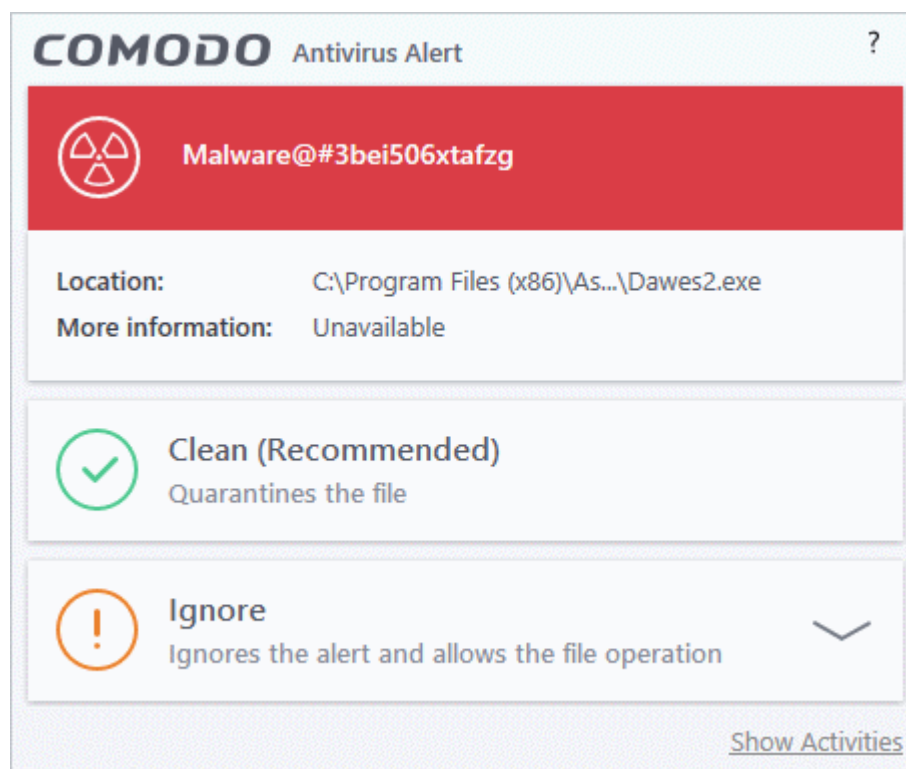 COMODO Antivirus Alert ?
Malware@#3bei506xtafzg
Location: C:\Program Files (x86)\As...\Dawes2.exe
More information: Unavailable
Clean (Recommended)
Quarantines the file
Ignore
Ignores the alert and allows the file operation
Show Activities